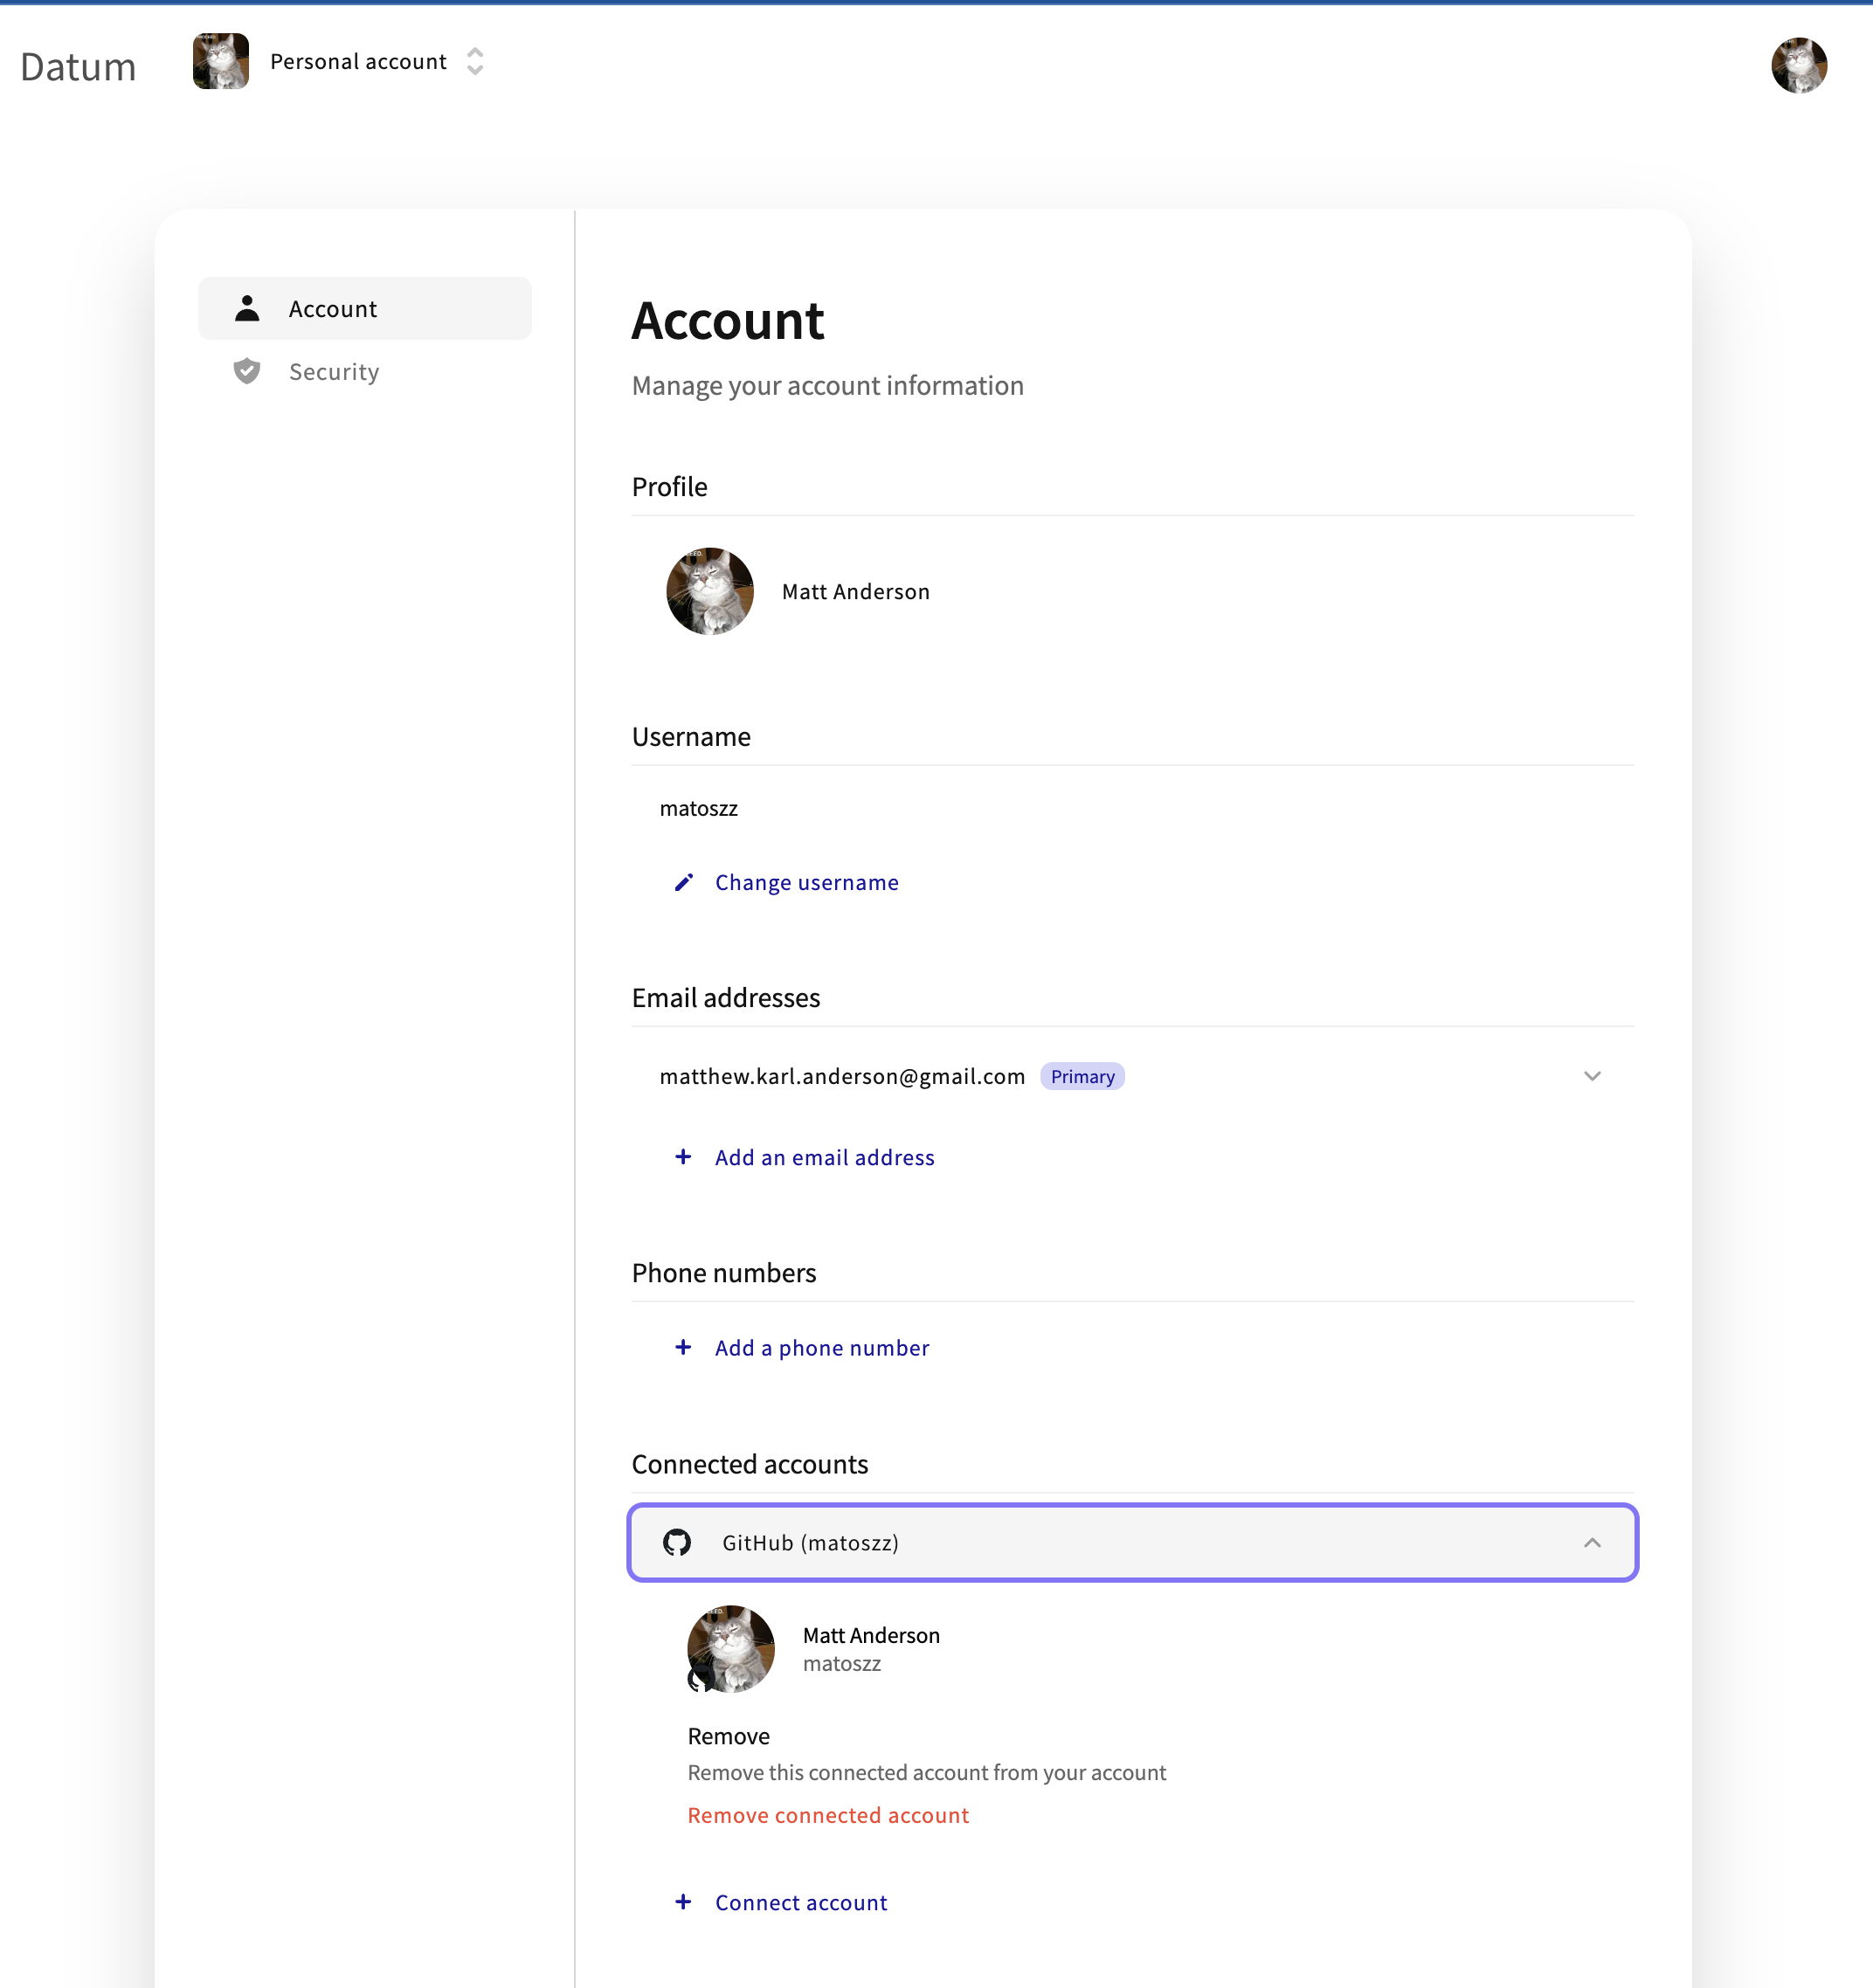 Datum
Personal account
Account
Security
Account
Manage your account information
Profile
Matt Anderson
Username
matoszz
Change username
Email addresses
matthew.karl.anderson@gmail.com Primary
Add an email address
Phone numbers
Add a phone number
Connected accounts
GitHub (matoszz)
Matt Anderson
matoszz
Remove
Remove this connected account from your account
Remove connected account
Connect account